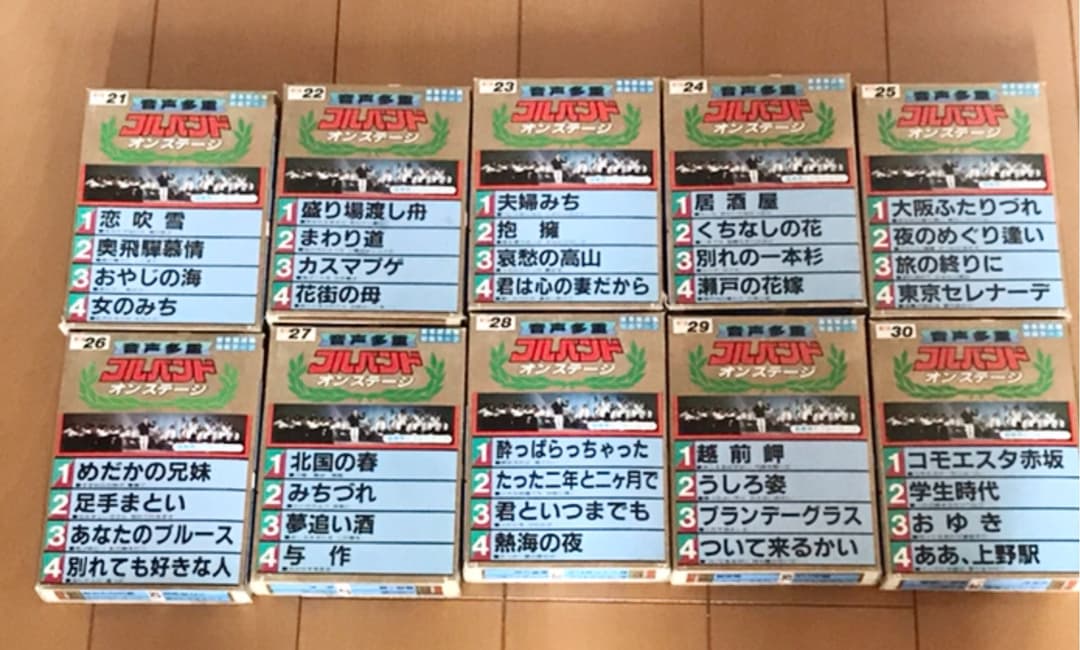 21
音声多重
コルバンド
オンステージ
1 恋吹雪
2 奥飛騨慕情
3 おやじの海
4 女のみち
22
音声多重
コルバンド
オンステージ
1 盛り場渡し舟
2 まわり道
3 カスマプゲ
4 花街の母
23
音声多重
コルバンド
オンステージ
1 夫婦みち
2 抱擁
3 哀愁の高山
4 君は心の妻だから
24
音声多重
コルバンド
オンステージ
1 居酒屋
2 くちなしの花
3 別れの一本杉
4 瀬戸の花嫁
25
音声多重
コルバンド
オンステージ
1 大阪ふたりづれ
2 夜のめぐり逢い
3 旅の終りに
4 東京セレナーデ
26
音声多重
コルバンド
オンステージ
1 めだかの兄妹
2 足手まとい
3 あなたのブルース
4 別れても好きな人
27
音声多重
コルバンド
オンステージ
1 北国の春
2 みちづれ
3 夢追い酒
4 与作
28
音声多重
コルバンド
オンステージ
1 酔っぱらっちゃった
2 たった二年と二ヶ月で
3 君といつまでも
4 熱海の夜
29
音声多重
コルバンド
オンステージ
1 越前岬
2 うしろ姿
3 ブランデーグラス
4 ついて来るかい
30
音声多重
コルバンド
オンステージ
1 コモエスタ赤坂
2 学生時代
3 おゆき
4 ああ、上野駅